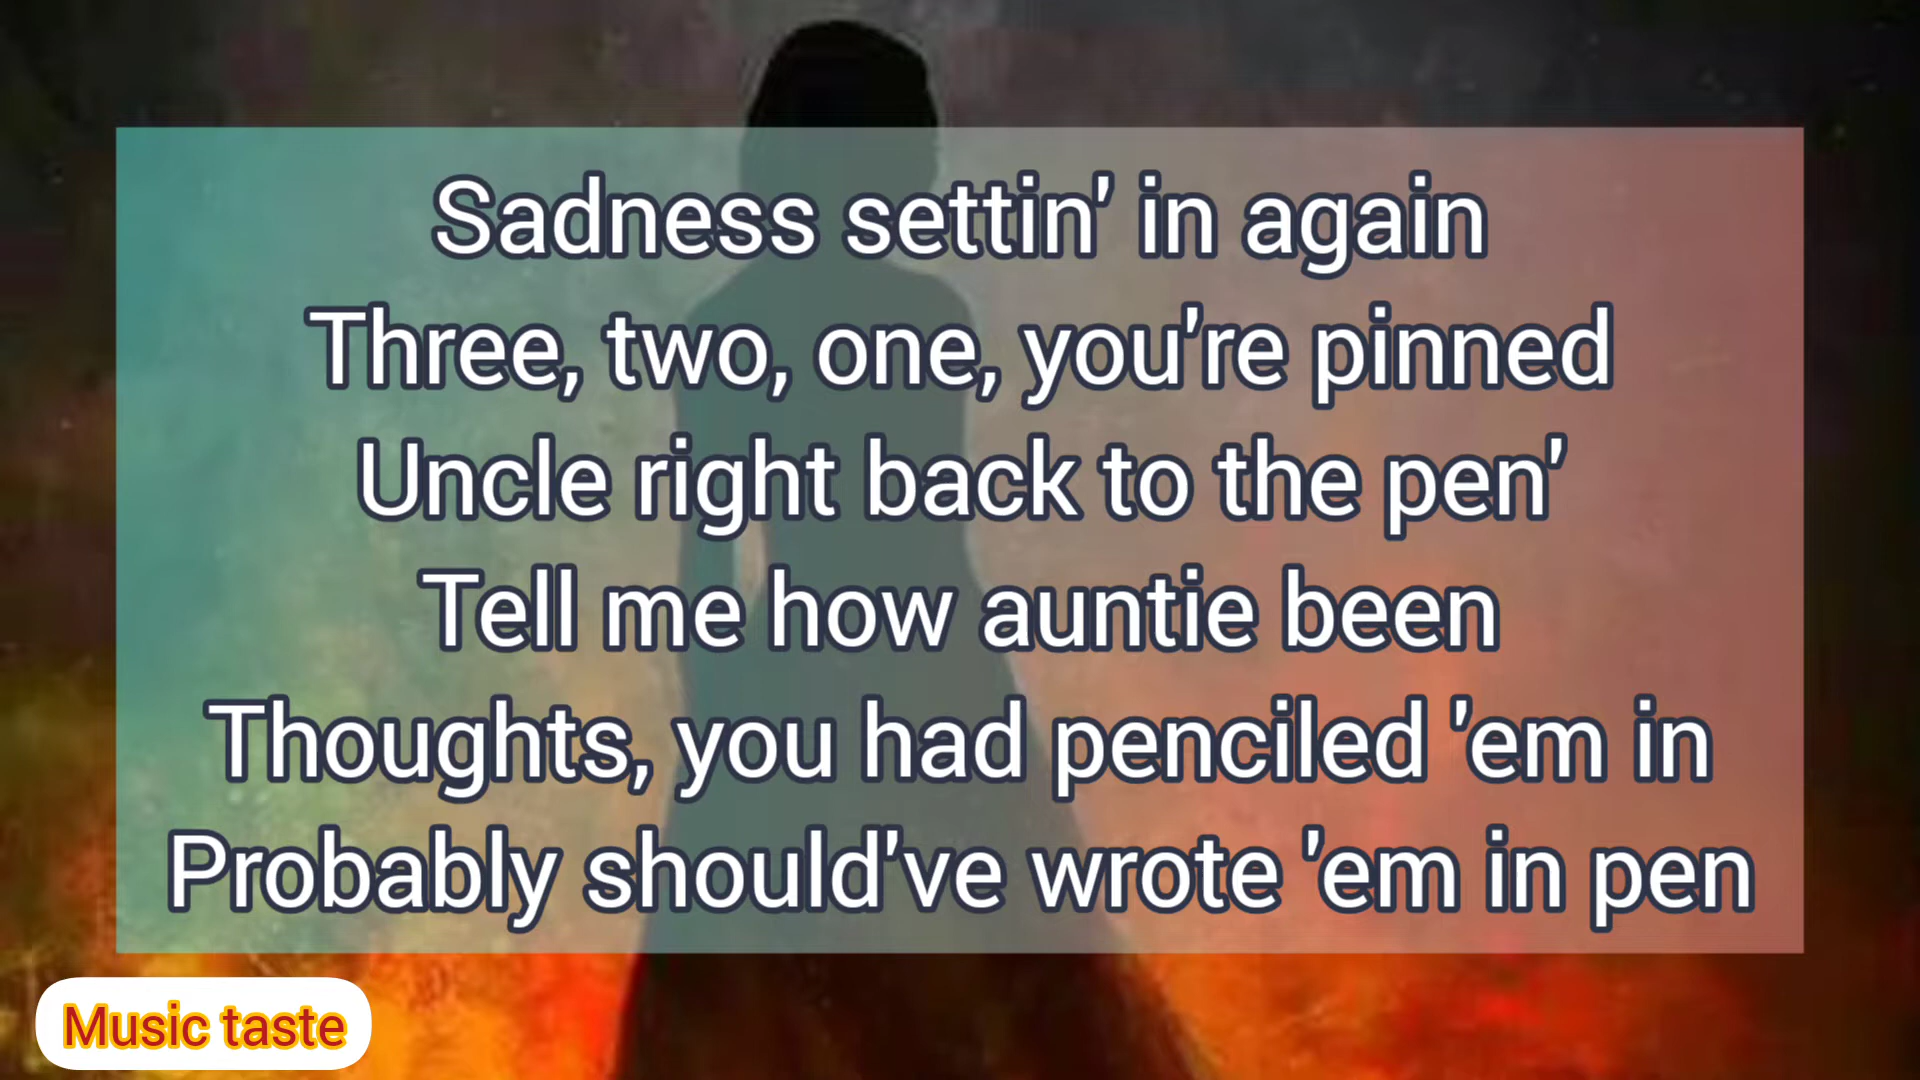 Sadness settin' in again
Three, two, one, you're pinned
Uncle right back to the pen'
Tell me how auntie been
Thoughts, you had penciled 'em in
Probably should've wrote 'em in pen
Music taste